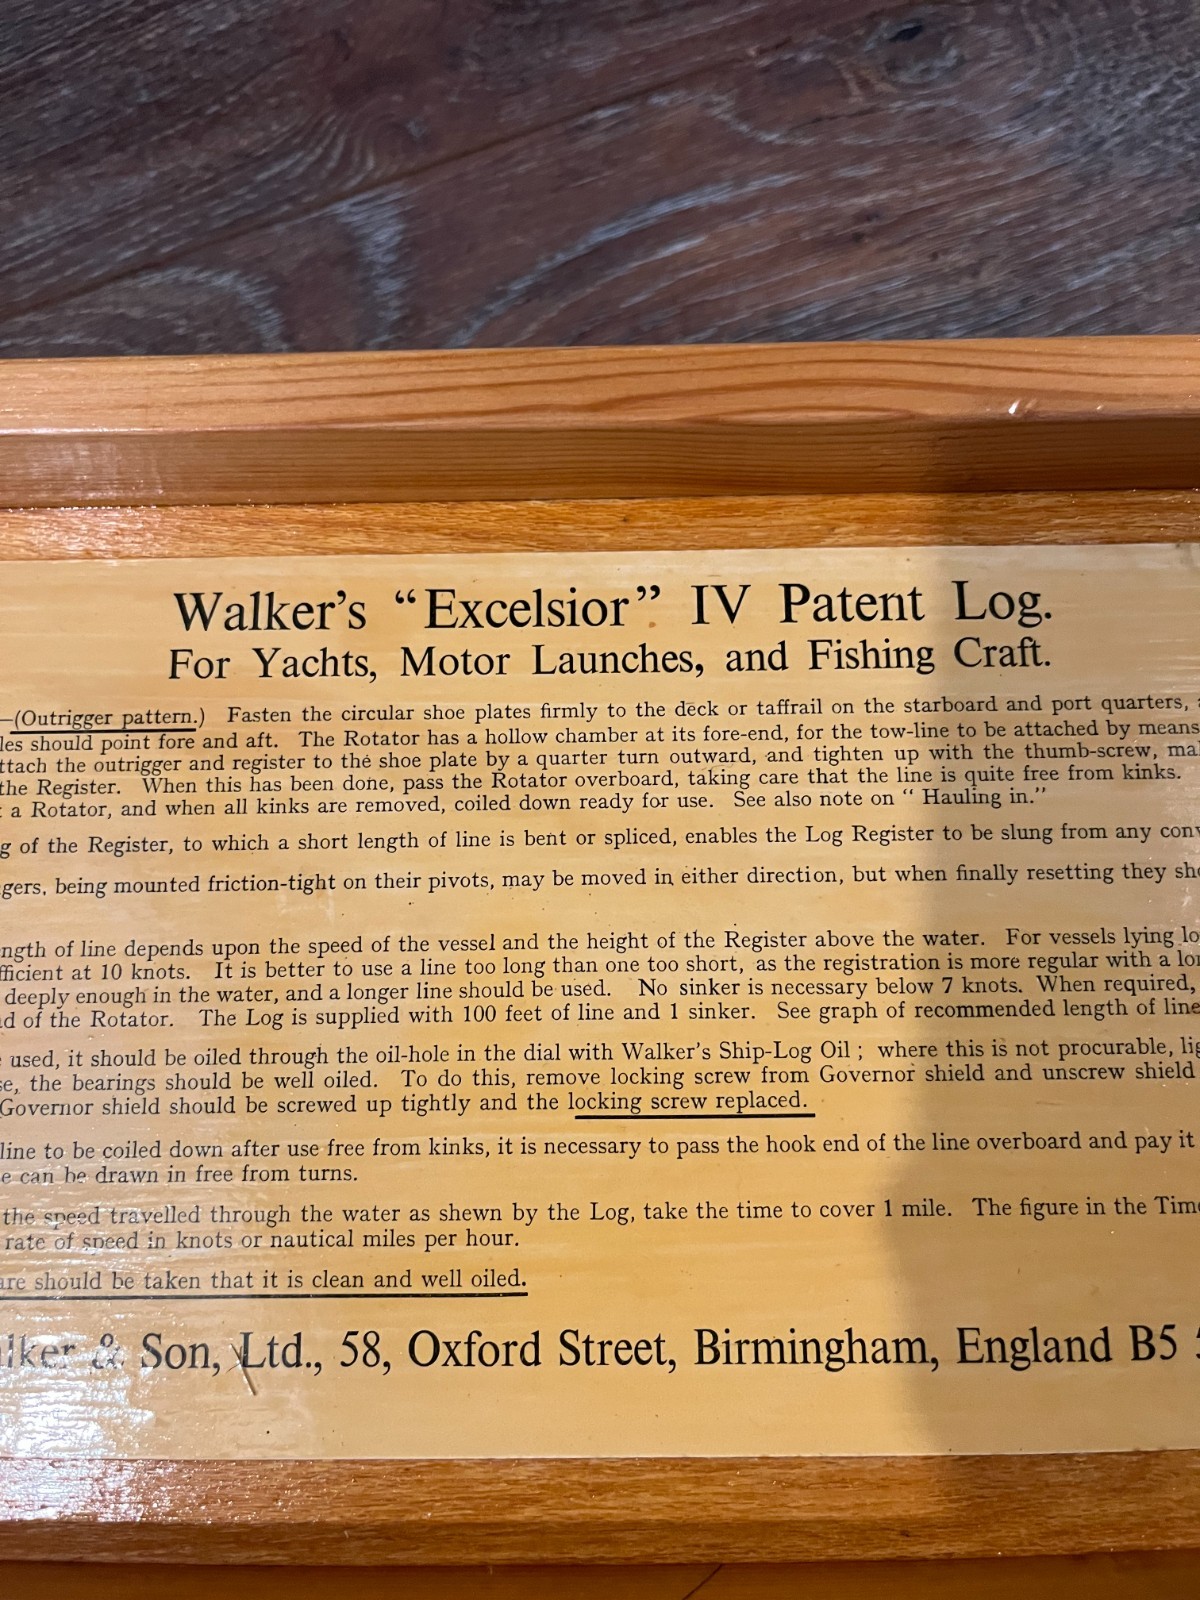 Walker's “Excelsior” IV Patent Log.
For Yachts, Motor Launches, and Fishing Craft.
—(Outrigger pattern.) Fasten the circular shoe plates firmly to the deck or taffrail on the starboard and port quarters,
les should point fore and aft. The Rotator has a hollow chamber at its fore-end, for the tow-line to be attached by means
ttach the outrigger and register to the shoe plate by a quarter turn outward, and tighten up with the thumb-screw, ma
the Register. When this has been done, pass the Rotator overboard, taking care that the line is quite free from kinks.
a Rotator, and when all kinks are removed, coiled down ready for use. See also note on “ Hauling in.”
g of the Register, to which a short length of line is bent or spliced, enables the Log Register to be slung from any conv
gers, being mounted friction-tight on their pivots, may be moved in either direction, but when finally resetting they sh
ngth of line depends upon the speed of the vessel and the height of the Register above the water. For vessels lying lo
fficient at 10 knots. It is better to use a line too long than one too short, as the registration is more regular with a lon
deeply enough in the water, and a longer line should be used. No sinker is necessary below 7 knots. When required,
d of the Rotator. The Log is supplied with 100 feet of line and 1 sinker. See graph of recommended length of line
used, it should be oiled through the oil-hole in the dial with Walker's Ship-Log Oil ; where this is not procurable, lig
se, the bearings should be well oiled. To do this, remove locking screw from Governor shield and unscrew shield
Governor shield should be screwed up tightly and the locking screw replaced.
line to be coiled down after use free from kinks, it is necessary to pass the hook end of the line overboard and pay it
e can be drawn in free from turns.
the speed travelled through the water as shewn by the Log, take the time to cover 1 mile. The figure in the Tim
rate of speed in knots or nautical miles per hour.
are should be taken that it is clean and well oiled.
lker & Son, Ltd., 58, Oxford Street, Birmingham, England B5 5